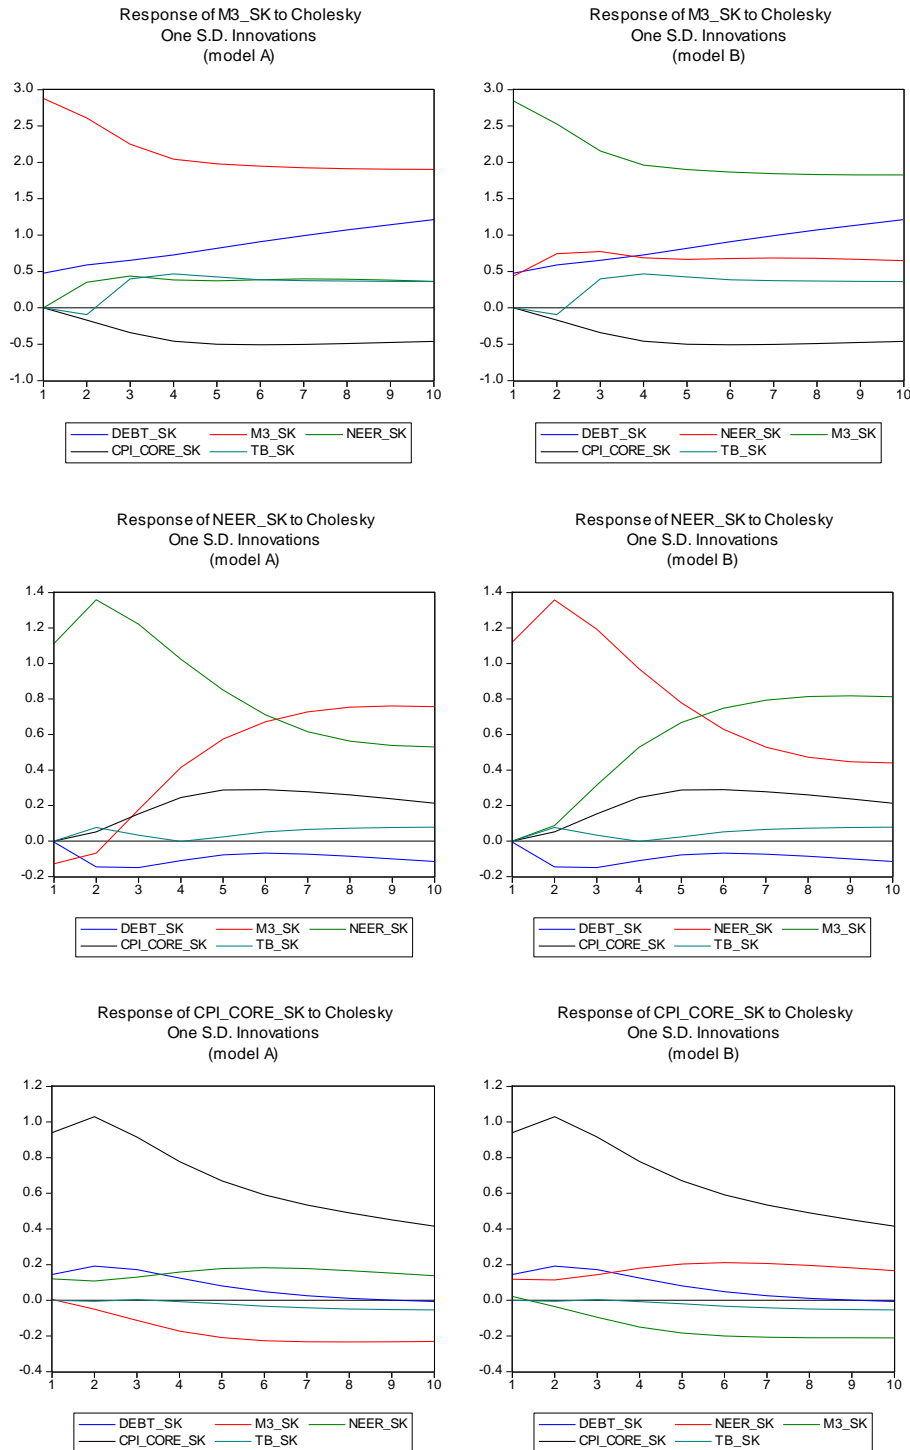 Response of M3_SK to Cholesky
One S.D. Innovations
(model A)
3.0
2.5
2.0
1.5
1.0
0.5
0.0
-0.5
-1.0
1 2 3 4 5 6 7 8 9 10
DEBT_SK M3_SK NEER_SK
CPI_CORE_SK TB_SK
Response of M3_SK to Cholesky
One S.D. Innovations
(model B)
3.0
2.5
2.0
1.5
1.0
0.5
0.0
-0.5
-1.0
1 2 3 4 5 6 7 8 9 10
DEBT_SK NEER_SK M3_SK
CPI_CORE_SK TB_SK
Response of NEER_SK to Cholesky
One S.D. Innovations
(model A)
1.4
1.2
1.0
0.8
0.6
0.4
0.2
0.0
-0.2
1 2 3 4 5 6 7 8 9 10
DEBT_SK M3_SK NEER_SK
CPI_CORE_SK TB_SK
Response of NEER_SK to Cholesky
One S.D. Innovations
(model B)
1.4
1.2
1.0
0.8
0.6
0.4
0.2
0.0
-0.2
1 2 3 4 5 6 7 8 9 10
DEBT_SK NEER_SK M3_SK
CPI_CORE_SK TB_SK
Response of CPI_CORE_SK to Cholesky
One S.D. Innovations
(model A)
1.2
1.0
0.8
0.6
0.4
0.2
0.0
-0.2
-0.4
1 2 3 4 5 6 7 8 9 10
DEBT_SK M3_SK NEER_SK
CPI_CORE_SK TB_SK
Response of CPI_CORE_SK to Cholesky
One S.D. Innovations
(model B)
1.2
1.0
0.8
0.6
0.4
0.2
0.0
-0.2
-0.4
1 2 3 4 5 6 7 8 9 10
DEBT_SK NEER_SK M3_SK
CPI_CORE_SK TB_SK